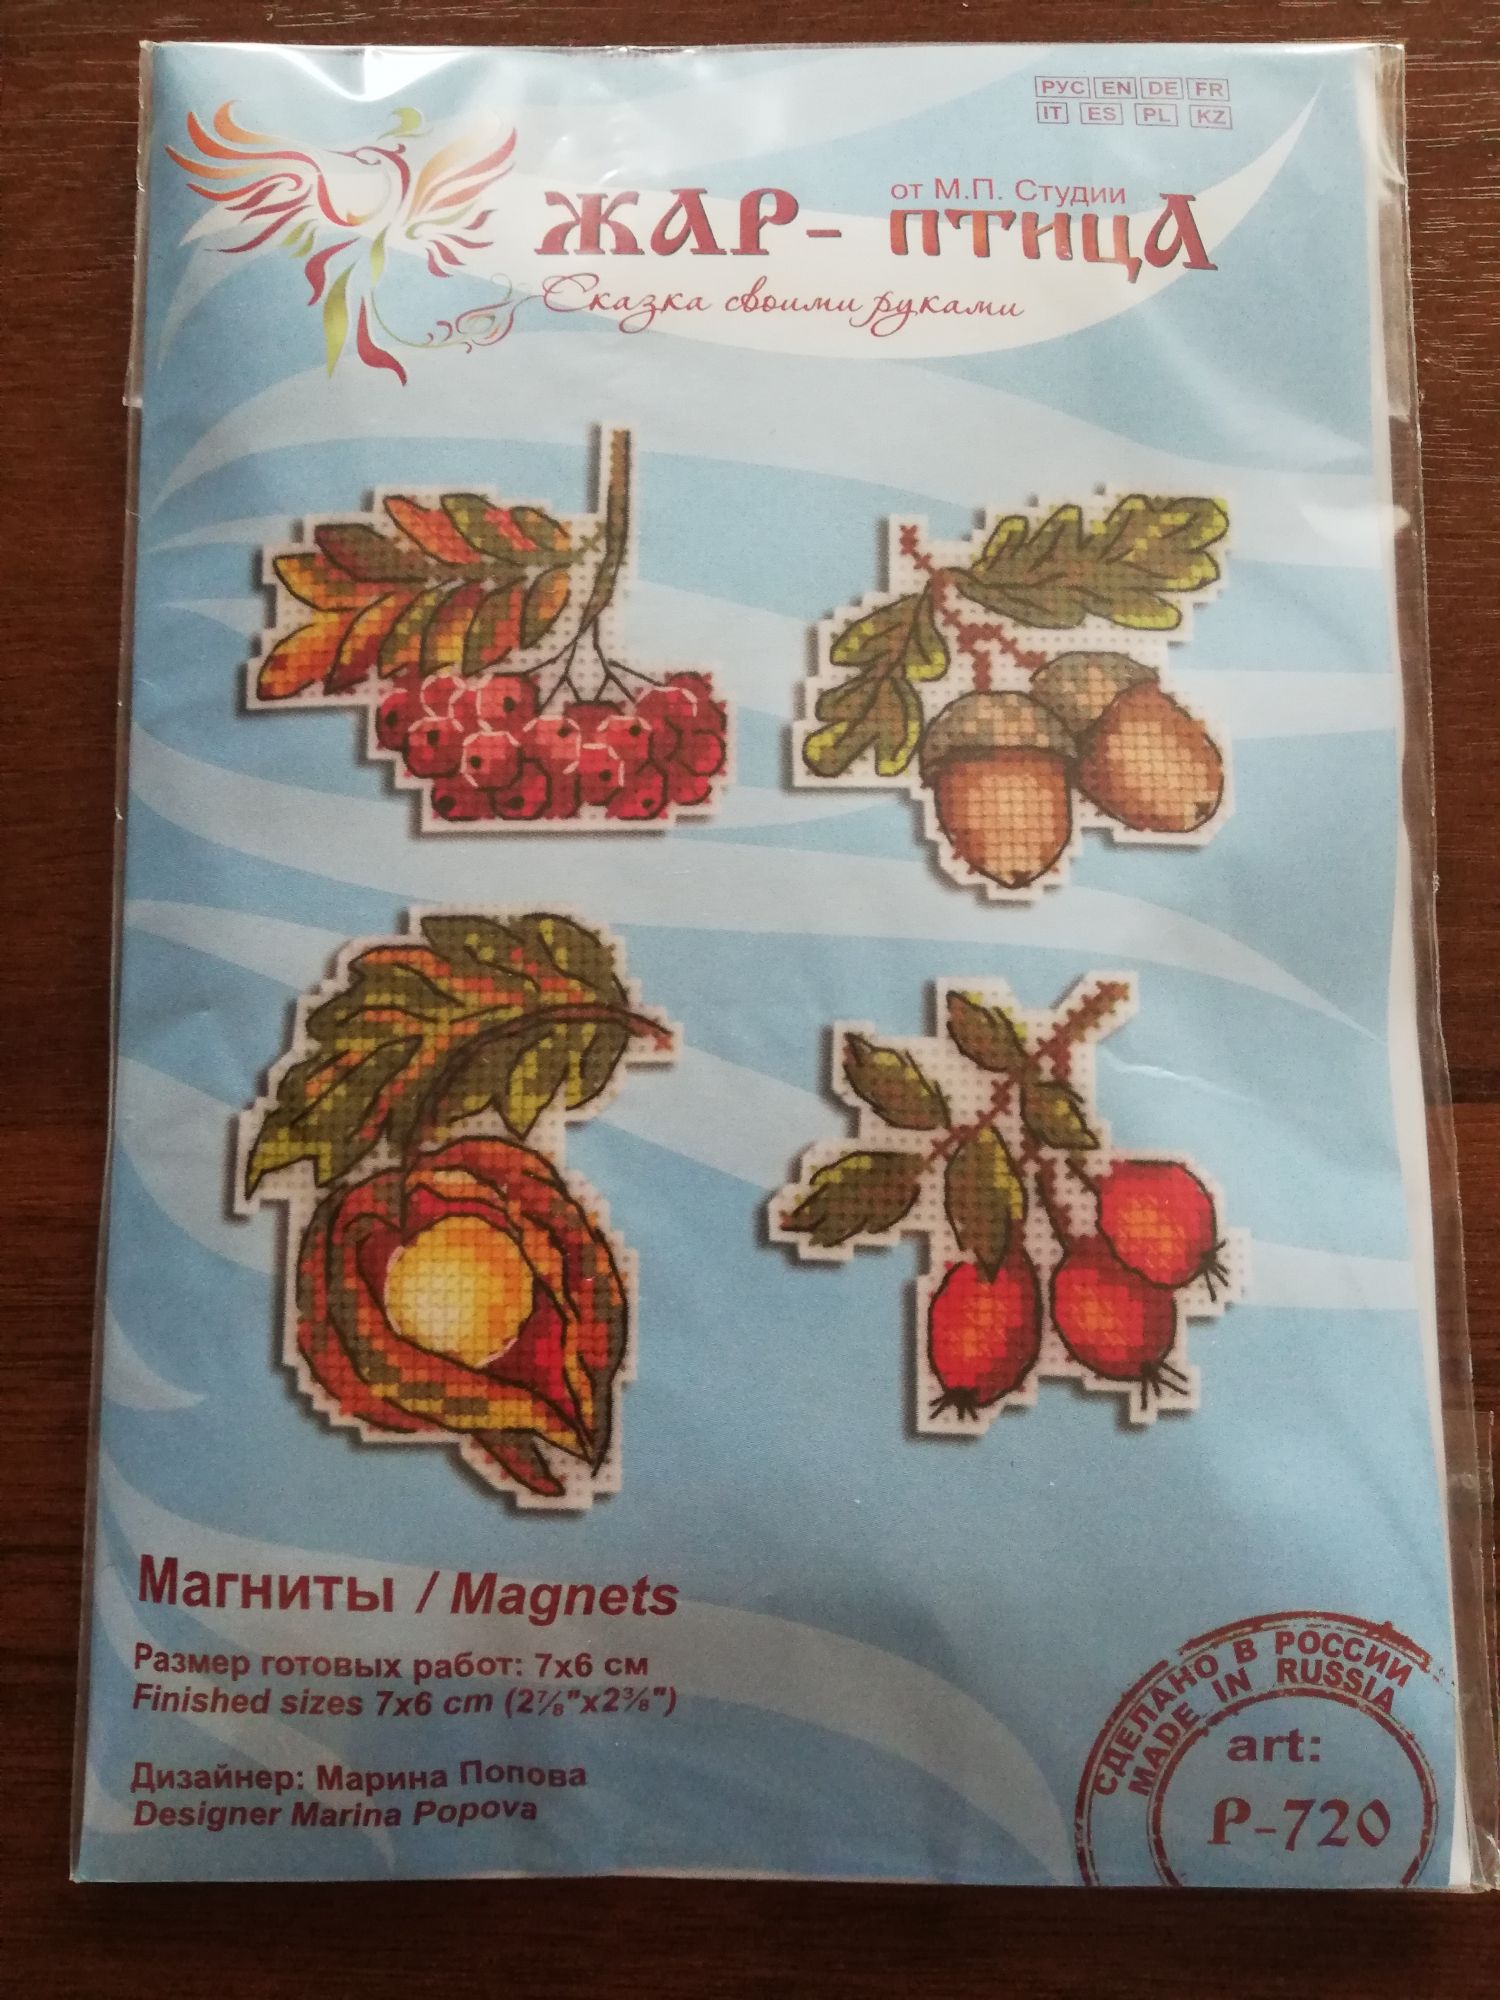 РУС EN DE FR
IT ES PL KZ
от М.П. Студии
ЖАР-ПТИЦА
Сказка своими руками
Магниты / Magnets
Размер готовых работ: 7х6 см
Finished sizes 7x6 cm (2⅞"x2⅜")
Дизайнер: Марина Попова
Designer Marina Popova
СДЕЛАНО В РОССИИ
MADE IN RUSSIA
art:
P-720